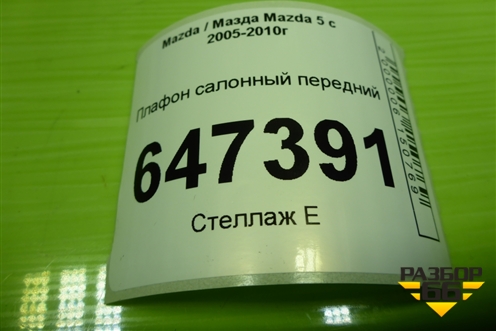 Mazda / Мазда Mazda 5 с
2005-2010г
Плафон салонный передний
647391
Стеллаж Е
РАЗБОР
66